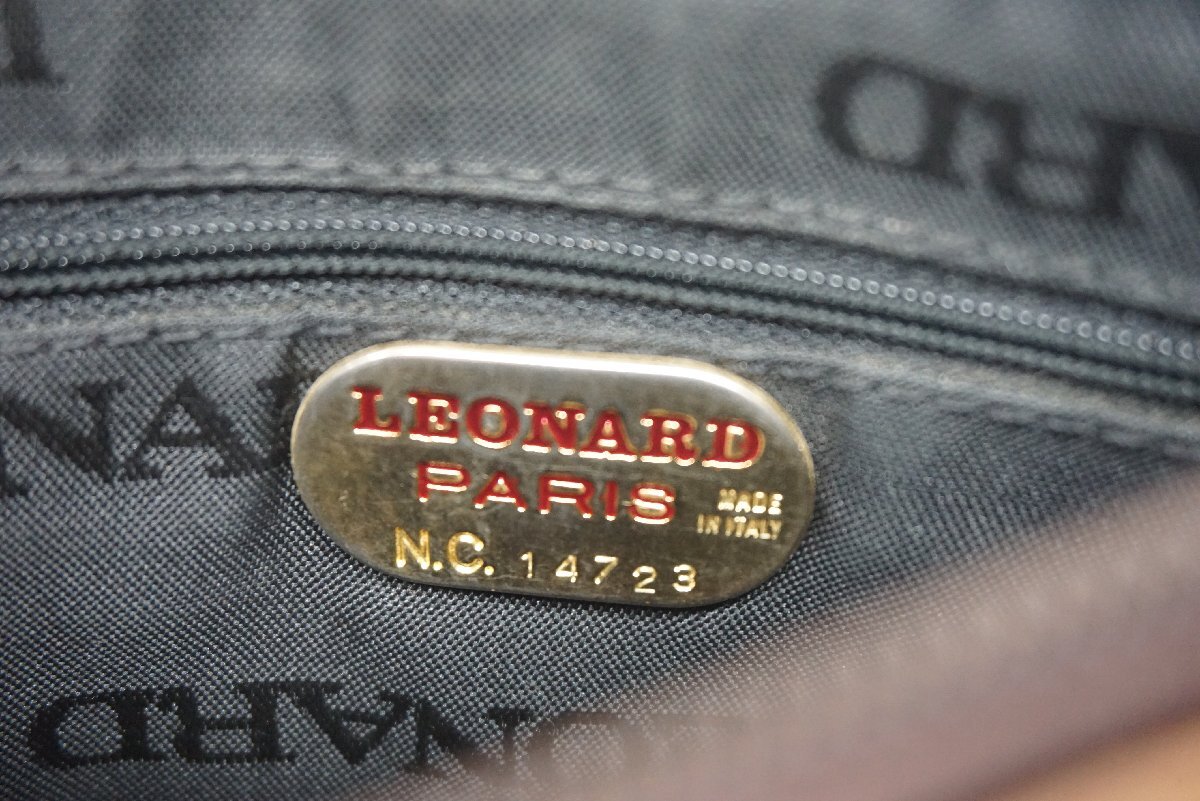 LEONARD
PARIS
MADE
IN ITALY
N.C. 14723